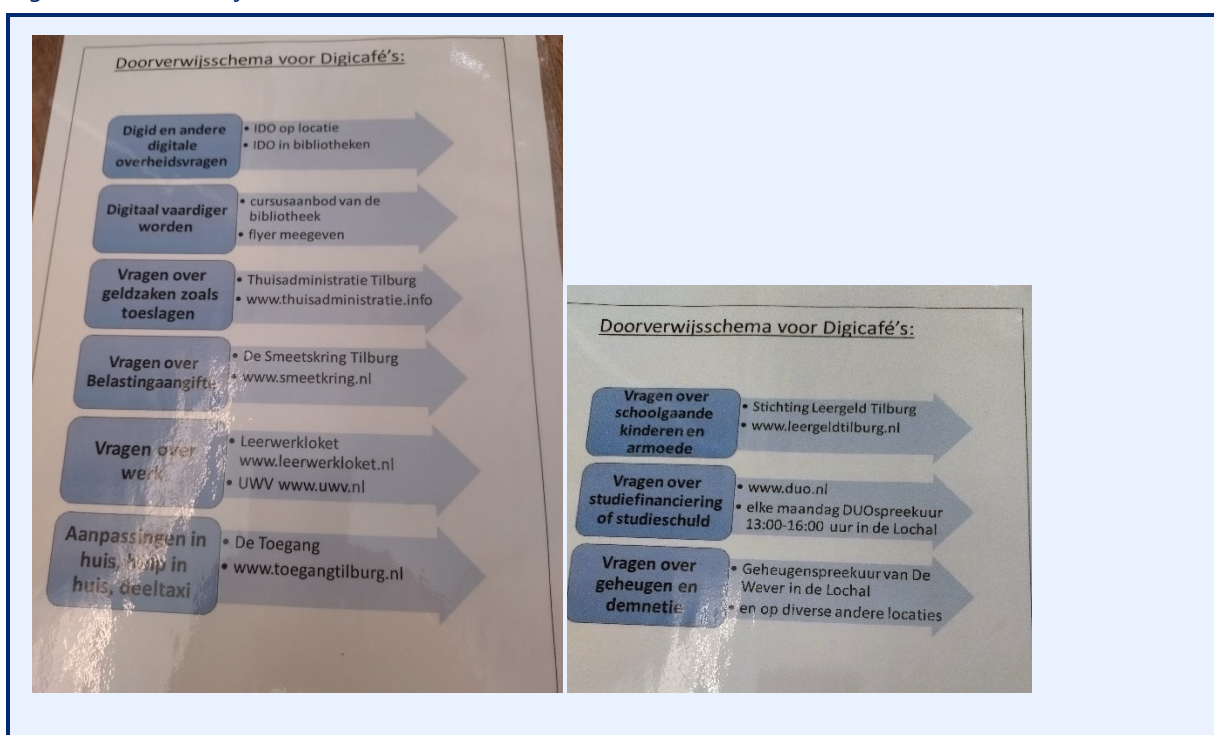 Doorverwijsschema voor Digicafé's:
Digid en andere
digitale
overheidsvragen
• IDO op locatie
• IDO in bibliotheken
Digitaal vaardiger
worden
• cursusaanbod van de
bibliotheek
• flyer meegeven
Vragen over
geldzaken zoals
toeslagen
• Thuisadministratie Tilburg
• www.thuisadministratie.info
Vragen over
Belastingaangifte
• De Smeetskring Tilburg
• www.smeetkring.nl
Vragen over
werk
• Leerwerkloket
www.leerwerkloket.nl
• UWV www.uwv.nl
Aanpassingen in
huis, hulp in
huis, deeltaxi
• De Toegang
• www.toegangtilburg.nl
Doorverwijsschema voor Digicafé's:
Vragen over
schoolgaande
kinderen en
armoede
• Stichting Leergeld Tilburg
• www.leergeldtilburg.nl
Vragen over
studiefinanciering
of studieschuld
• www.duo.nl
• elke maandag DUOspreekuur
13:00-16:00 uur in de Lochal
Vragen over
geheugen en
demnetie
• Geheugenspreekuur van De
Wever in de Lochal
• en op diverse andere locaties